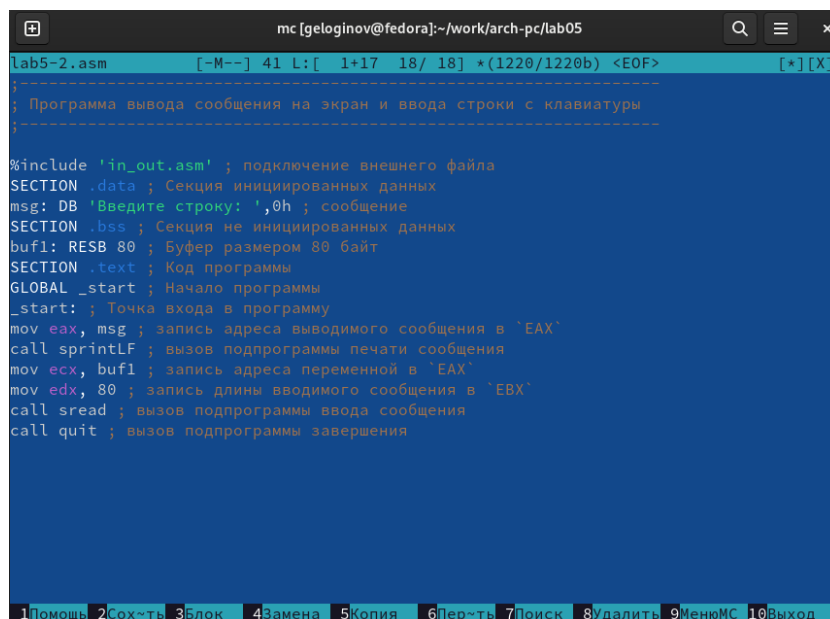 mc [geloginov@fedora]:~/work/arch-pc/lab05
lab5-2.asm [-M--] 41 L:[ 1+17 18/ 18] *(1220/1220b) <EOF> [*][X]
;------------------------------------------------------------------
; Программа вывода сообщения на экран и ввода строки с клавиатуры
;------------------------------------------------------------------
%include 'in_out.asm' ; подключение внешнего файла
SECTION .data ; Секция инициированных данных
msg: DB 'Введите строку: ',0h ; сообщение
SECTION .bss ; Секция не инициированных данных
buf1: RESB 80 ; Буфер размером 80 байт
SECTION .text ; Код программы
GLOBAL _start ; Начало программы
_start: ; Точка входа в программу
mov eax, msg ; запись адреса выводимого сообщения в `EAX`
call sprintLF ; вызов подпрограммы печати сообщения
mov ecx, buf1 ; запись адреса переменной в `EAX`
mov edx, 80 ; запись длины вводимого сообщения в `EBX`
call sread ; вызов подпрограммы ввода сообщения
call quit ; вызов подпрограммы завершения
1Помощь 2Сох~ть 3Блок 4Замена 5Копия 6Пер~ть 7Поиск 8Удалить 9МенюMC 10Выход